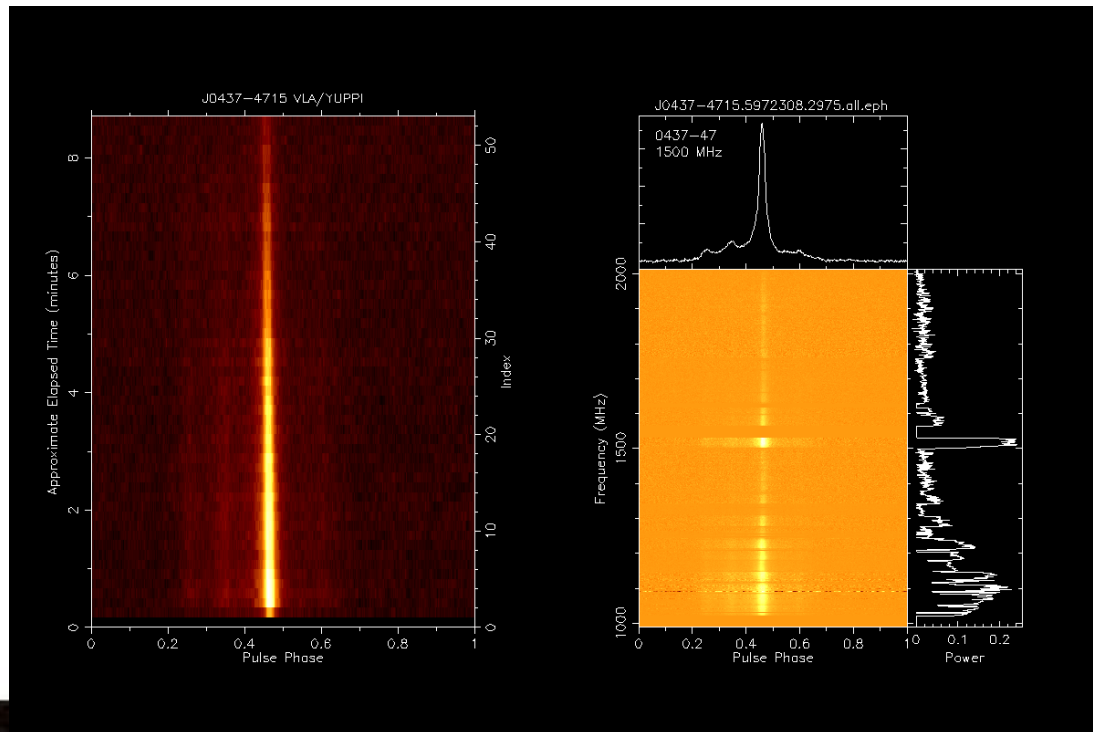 J0437-4715 VLA/YUPPI
Approximate Elapsed Time (minutes)
8
6
4
2
0
50
40
30
20
10
0
Index
0 0.2 0.4 0.6 0.8 1
Pulse Phase
J0437-4715.5972308.2975.all.eph
0437-47
1500 MHz
Frequency (MHz)
2000
1500
1000
0 0.2 0.4 0.6 0.8 1
Pulse Phase
0 0.1 0.2
Power